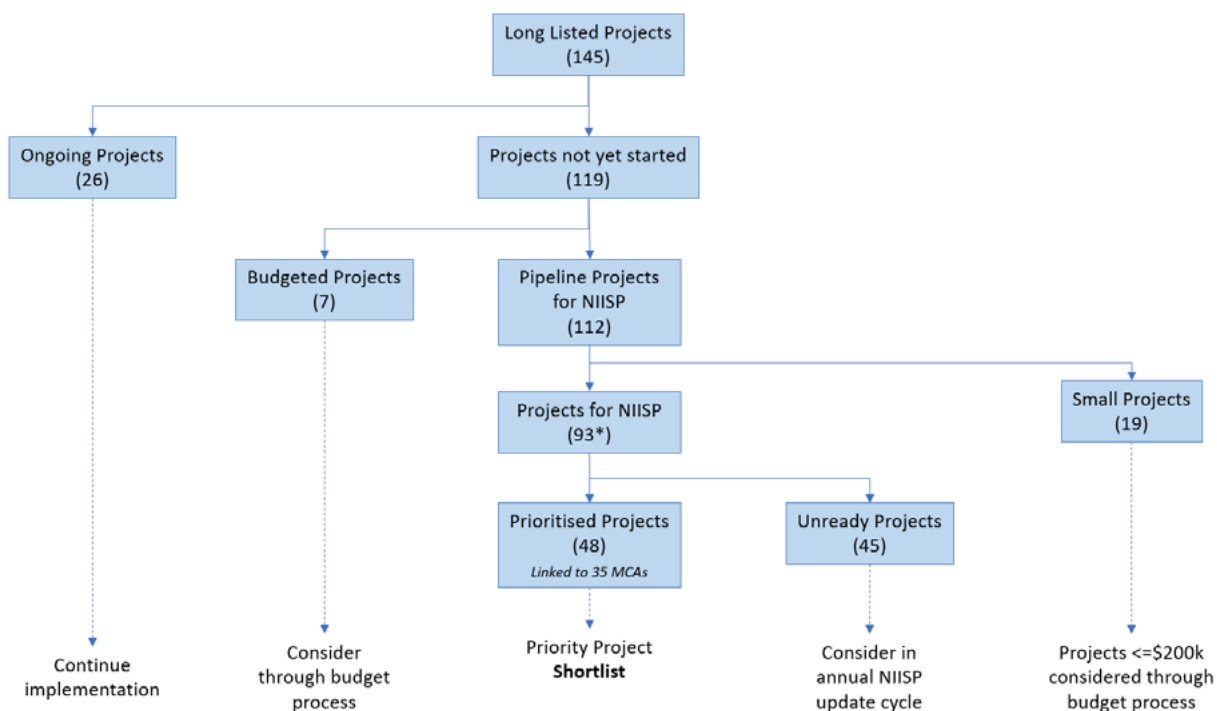 Long Listed Projects
(145)
Ongoing Projects
(26)
Projects not yet started
(119)
Budgeted Projects
(7)
Pipeline Projects
for NIISP
(112)
Projects for NIISP
(93*)
Small Projects
(19)
Prioritised Projects
(48)
Linked to 35 MCAs
Unready Projects
(45)
Continue
implementation
Consider
through budget
process
Priority Project
Shortlist
Consider in
annual NIISP
update cycle
Projects <=$200k
considered through
budget process